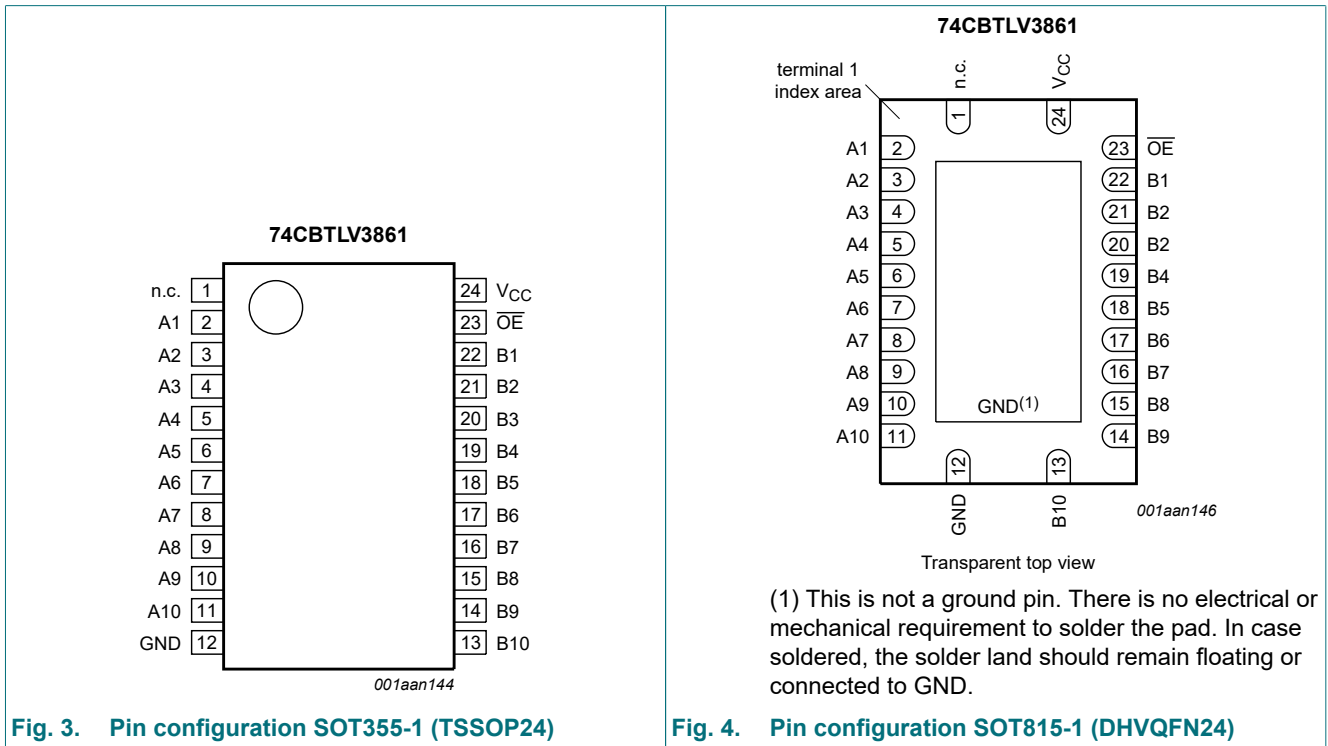 74CBTLV3861
n.c. 1
A1 2
A2 3
A3 4
A4 5
A5 6
A6 7
A7 8
A8 9
A9 10
A10 11
GND 12
24 VCC
23 OE
22 B1
21 B2
20 B3
19 B4
18 B5
17 B6
16 B7
15 B8
14 B9
13 B10
001aan144
Fig. 3. Pin configuration SOT355-1 (TSSOP24)
74CBTLV3861
terminal 1
index area
n.c.
VCC
1
24
A1 2
A2 3
A3 4
A4 5
A5 6
A6 7
A7 8
A8 9
A9 10
A10 11
23 OE
22 B1
21 B2
20 B2
19 B4
18 B5
17 B6
16 B7
15 B8
14 B9
GND(1)
12
13
GND
B10
001aan146
Transparent top view
(1) This is not a ground pin. There is no electrical or
mechanical requirement to solder the pad. In case
soldered, the solder land should remain floating or
connected to GND.
Fig. 4. Pin configuration SOT815-1 (DHVQFN24)